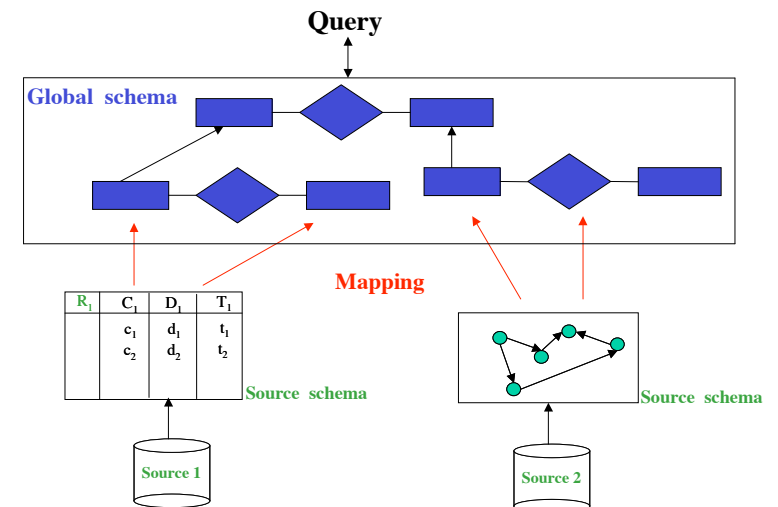 Query
Global schema
Mapping
R₁ C₁ D₁ T₁
c₁ d₁ t₁
c₂ d₂ t₂
Source schema
Source schema
Source 1
Source 2